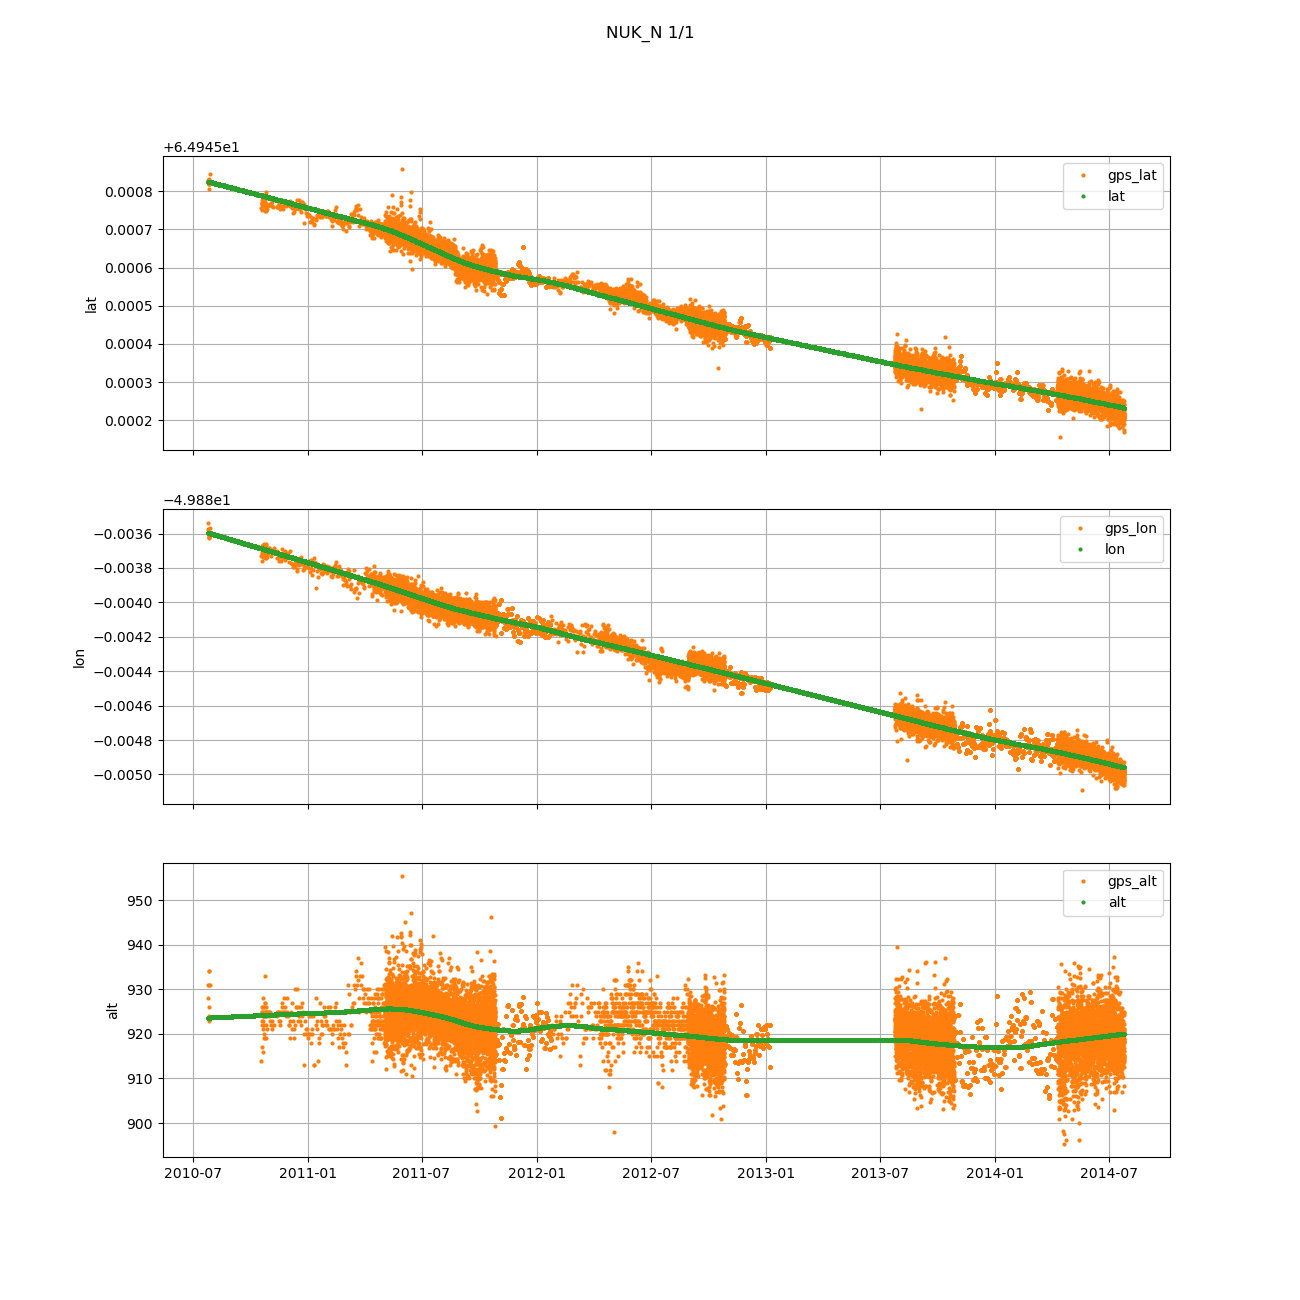 NUK_N 1/1
+6.4945e1
gps_lat
lat
0.0008
0.0007
0.0006
0.0005
0.0004
0.0003
0.0002
lat
−4.988e1
gps_lon
lon
−0.0036
−0.0038
−0.0040
−0.0042
−0.0044
−0.0046
−0.0048
−0.0050
lon
gps_alt
alt
950
940
930
920
910
900
alt
2010-07 2011-01 2011-07 2012-01 2012-07 2013-01 2013-07 2014-01 2014-07